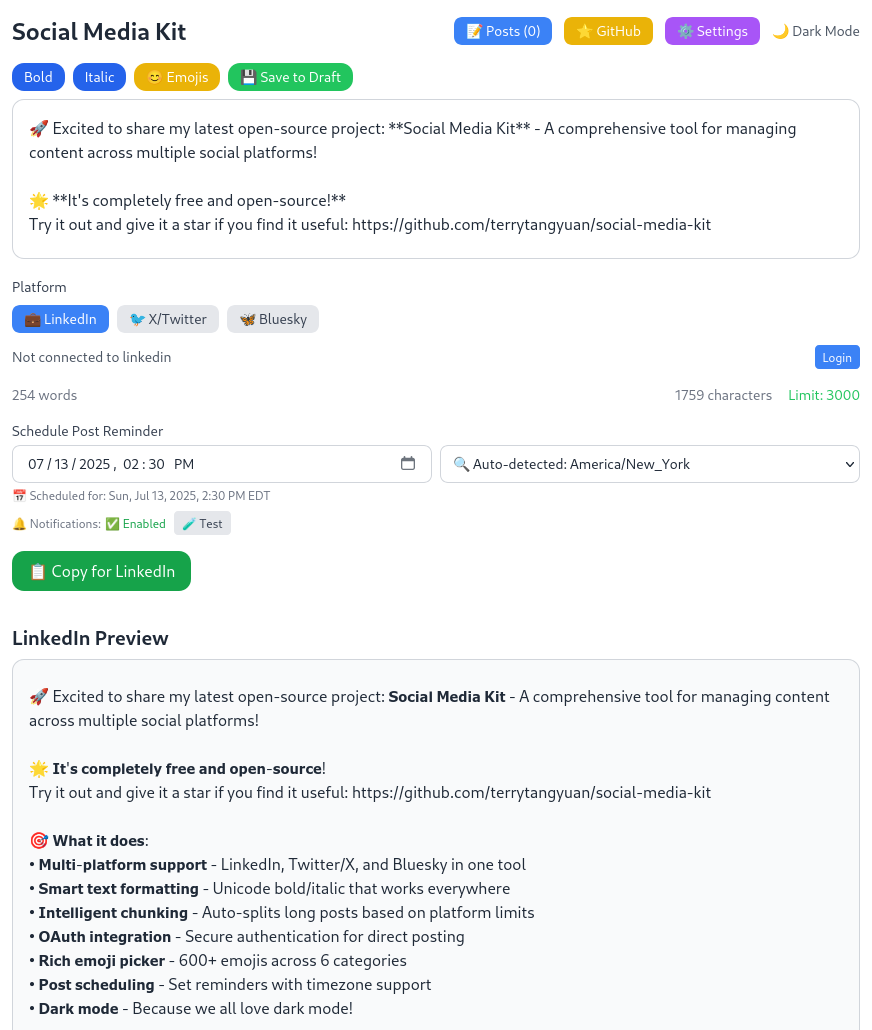 Social Media Kit
📝 Posts (0)
⭐ GitHub
⚙️ Settings
🌙 Dark Mode
Bold
Italic
😊 Emojis
💾 Save to Draft
🚀 Excited to share my latest open-source project: **Social Media Kit** - A comprehensive tool for managing
content across multiple social platforms!
🌟 **It's completely free and open-source!**
Try it out and give it a star if you find it useful: https://github.com/terrytangyuan/social-media-kit
Platform
💼 LinkedIn
🐦 X/Twitter
🦋 Bluesky
Not connected to linkedin
Login
254 words
1759 characters
Limit: 3000
Schedule Post Reminder
07/13/2025, 02:30 PM
🔍 Auto-detected: America/New_York
📅 Scheduled for: Sun, Jul 13, 2025, 2:30 PM EDT
🔔 Notifications: ✅ Enabled
🧪 Test
📋 Copy for LinkedIn
LinkedIn Preview
🚀 Excited to share my latest open-source project: Social Media Kit - A comprehensive tool for managing content
across multiple social platforms!
🌟 It's completely free and open-source!
Try it out and give it a star if you find it useful: https://github.com/terrytangyuan/social-media-kit
🎯 What it does:
• Multi-platform support - LinkedIn, Twitter/X, and Bluesky in one tool
• Smart text formatting - Unicode bold/italic that works everywhere
• Intelligent chunking - Auto-splits long posts based on platform limits
• OAuth integration - Secure authentication for direct posting
• Rich emoji picker - 600+ emojis across 6 categories
• Post scheduling - Set reminders with timezone support
• Dark mode - Because we all love dark mode!